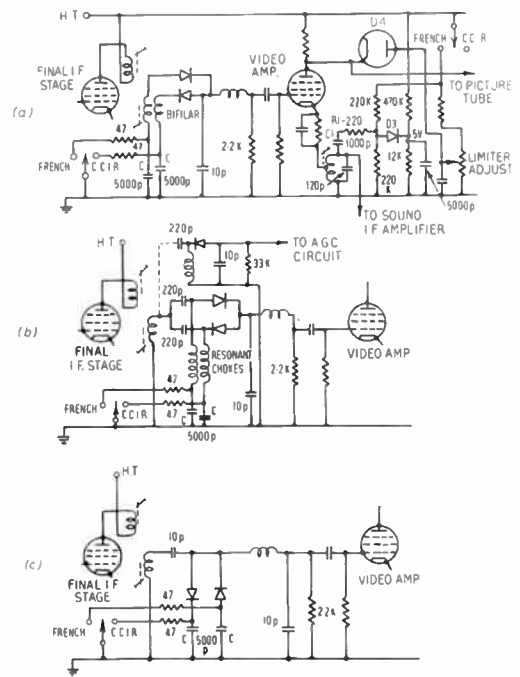 HT
FINAL I.F.
STAGE
(a)
BIFILAR
47
47
FRENCH
CCIR
C
C
5000p
5000p
10p
2·2K
VIDEO
AMP.
D4
FRENCH
CCIR
TO PICTURE
TUBE
220K
470K
R1-220
C1
1000p
D3
5V
12K
220
K
120p
LIMITER
ADJUST
5000p
TO SOUND
I F AMPLIFIER
HT
220p
10p
TO AGC
CIRCUIT
33K
(b)
FINAL
I F. STAGE
220p
220p
RESONANT
CHOKES
VIDEO AMP
2·2K
47
FRENCH
CCIR
47
C
C
10p
5000p
HT
(c)
10p
FINAL I F
STAGE
VIDEO AMP
47
FRENCH
CCIR
47
C
5000
p
C
10p
22K